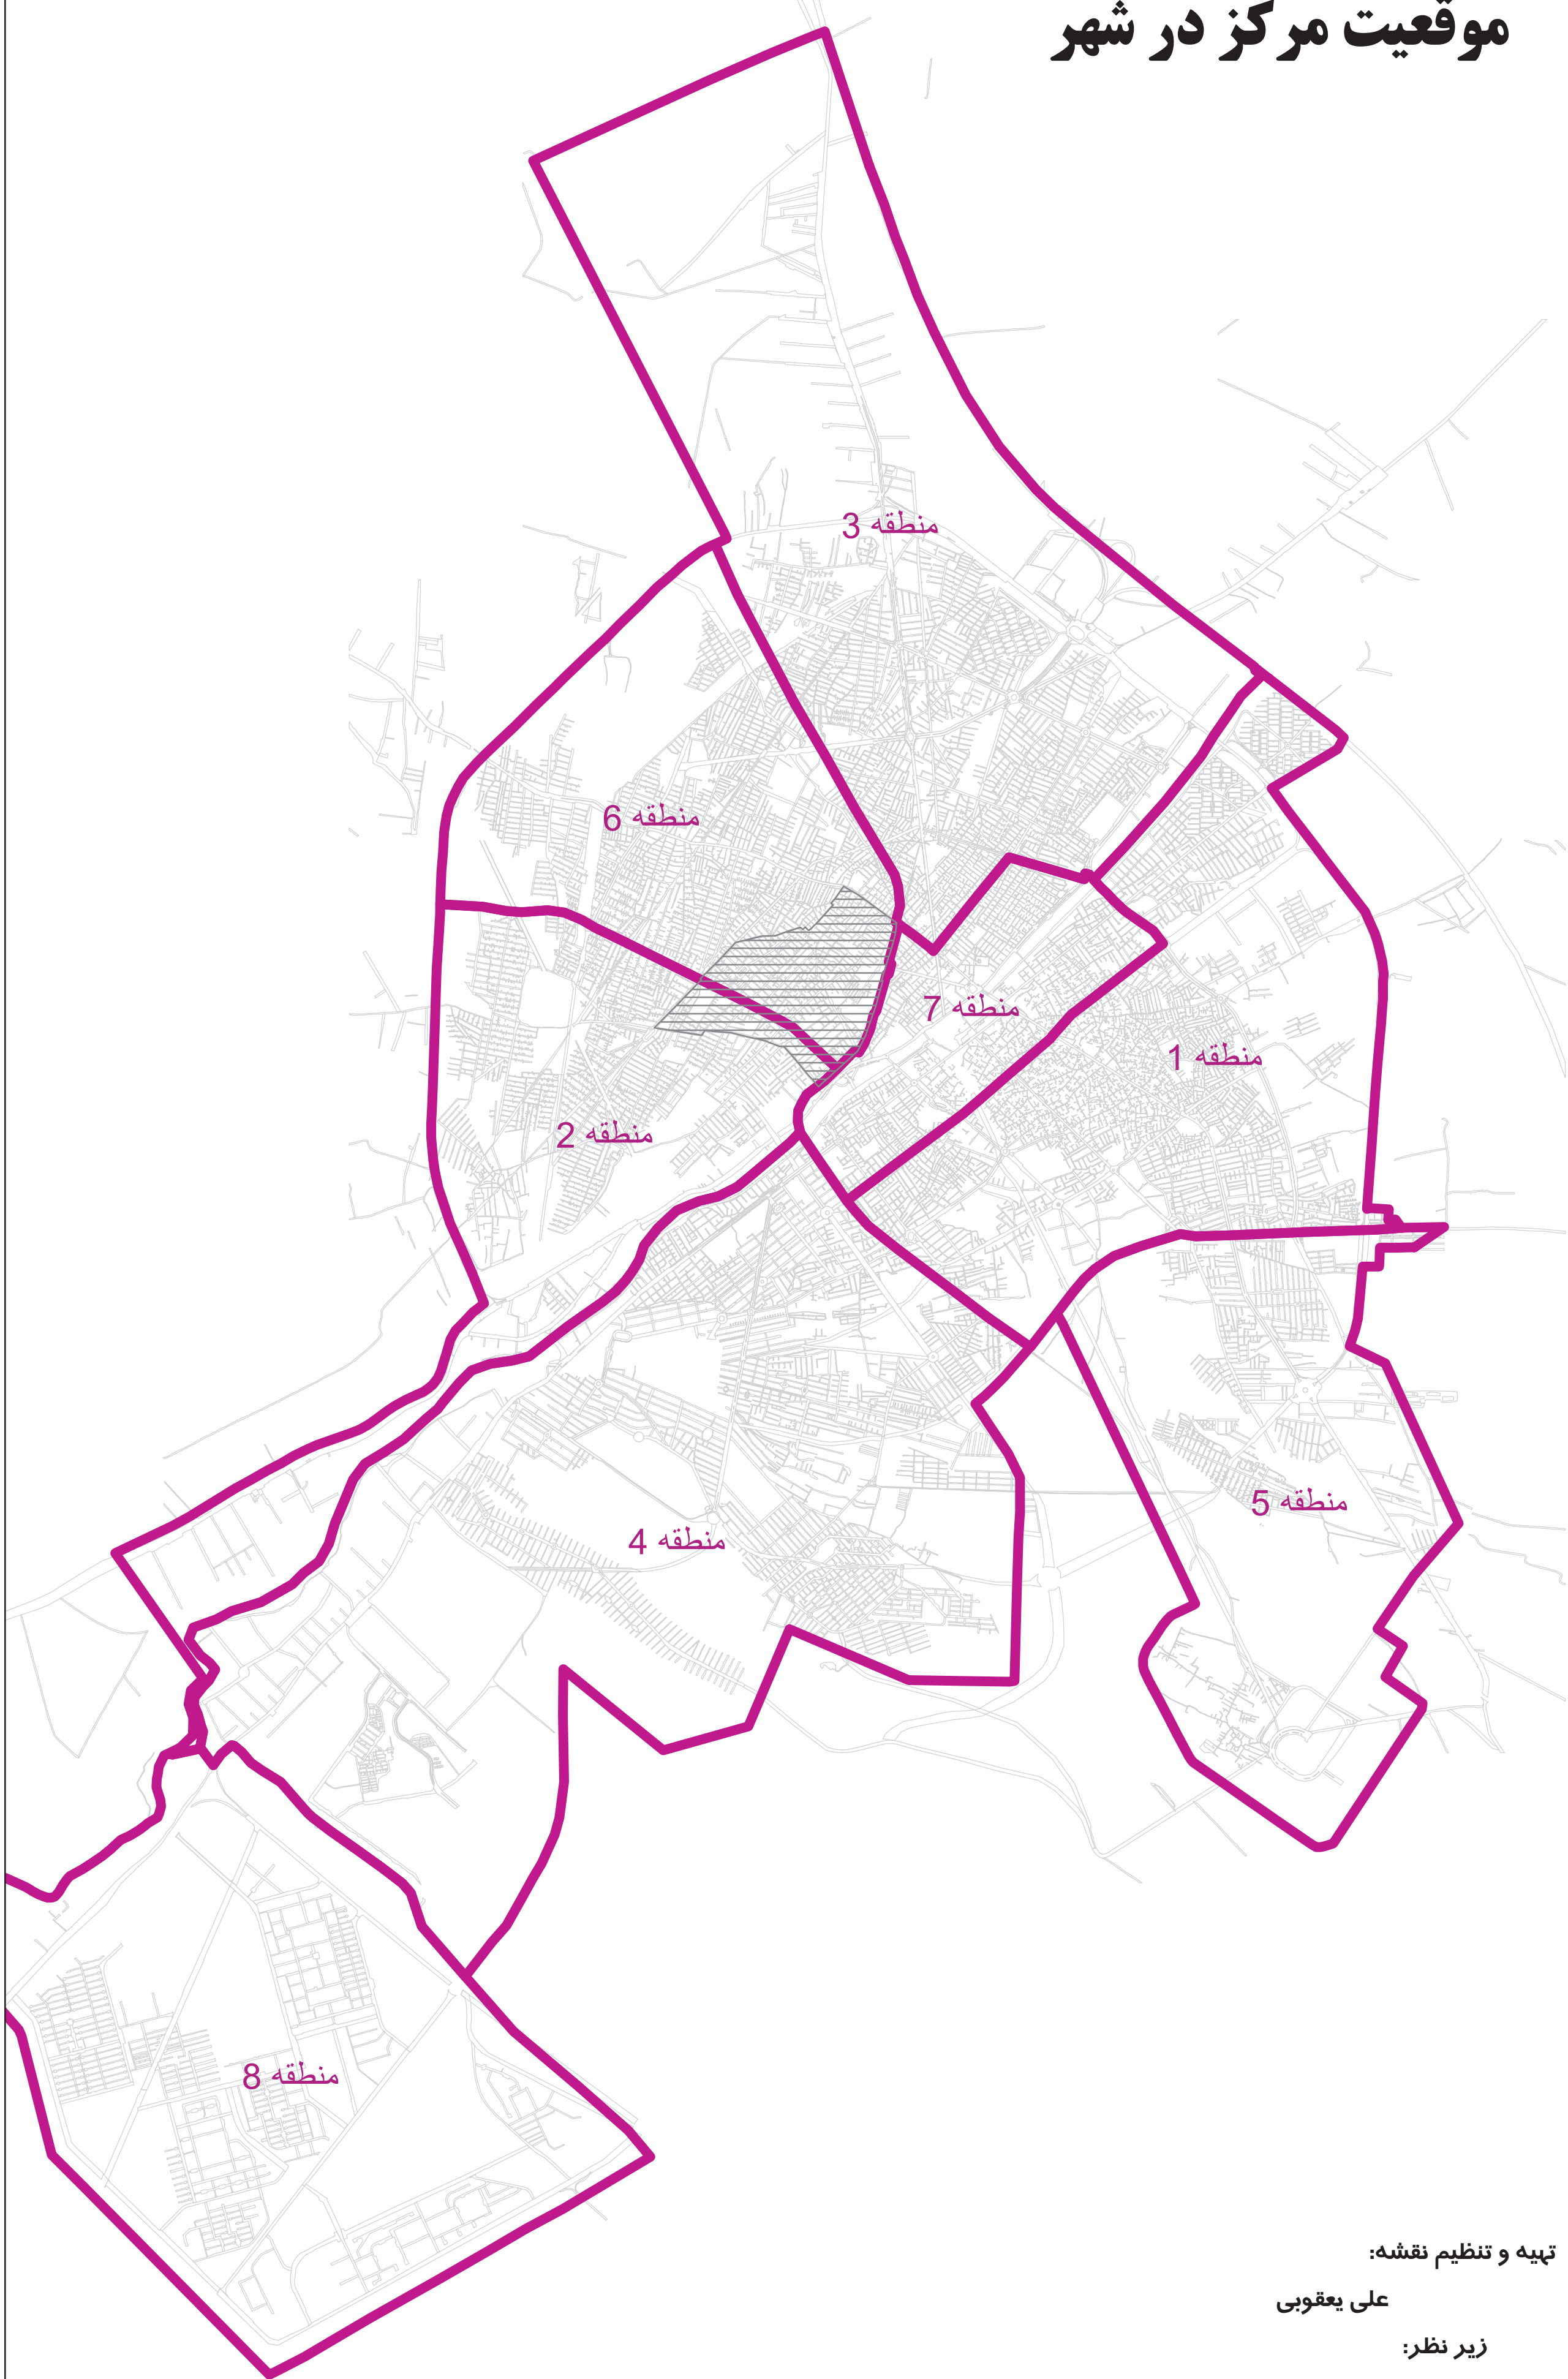 موقعیت مرکز در شهر
منطقه 3
منطقه 6
منطقه 7
منطقه 1
منطقه 2
منطقه 5
منطقه 4
منطقه 8
تهیه و تنظیم نقشه:
علی یعقوبی
زیر نظر: